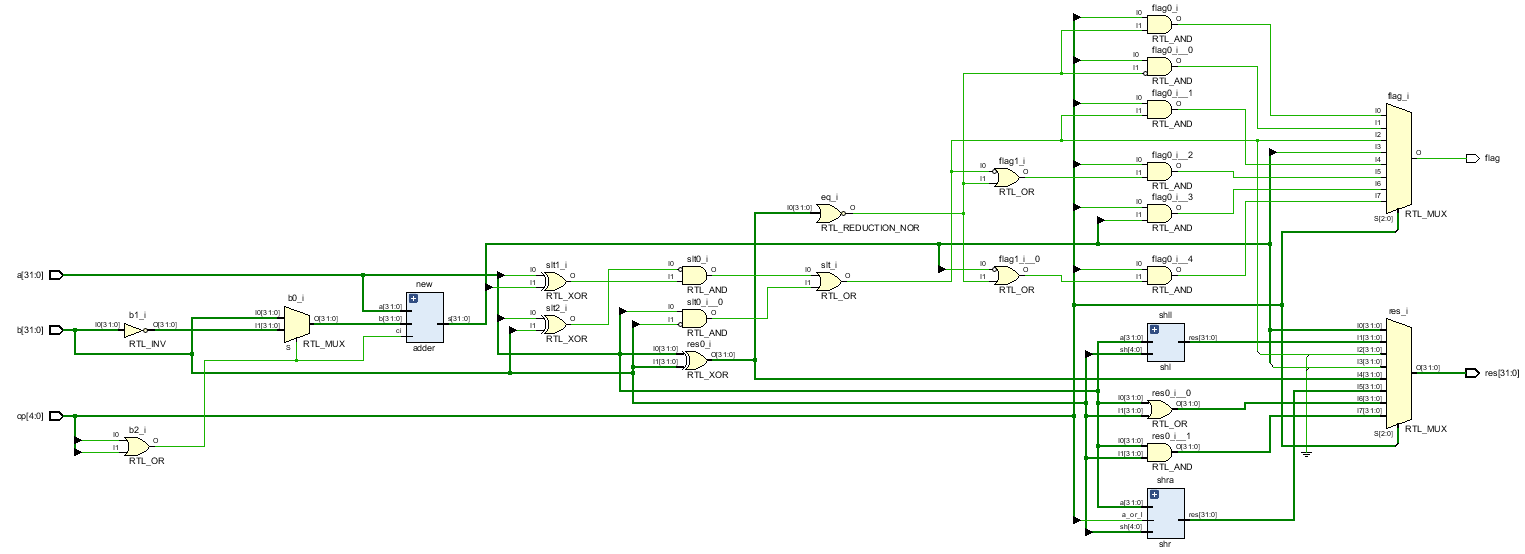 flag0_i
I0
O
I1
RTL_AND
flag0_i__0
I0
O
I1
RTL_AND
flag0_i__1
I0
O
I1
RTL_AND
flag0_i__2
I0
O
I1
RTL_AND
flag0_i__3
I0
O
I1
RTL_AND
flag0_i__4
I0
O
I1
RTL_AND
flag_i
I0
I1
I2
I3
I4
I5
I6
I7
O
S[2:0]
RTL_MUX
flag
flag1_i
I0
O
I1
RTL_OR
eq_i
I0[31:0]
O
RTL_REDUCTION_NOR
flag1_i__0
I0
O
I1
RTL_OR
a[31:0]
b[31:0]
op[4:0]
b1_i
I0[31:0]
O[31:0]
RTL_INV
b0_i
I0[31:0]
I1[31:0]
O[31:0]
S
RTL_MUX
b2_i
I0
O
I1
RTL_OR
new
a[31:0]
b[31:0]
ci
s[31:0]
adder
slt1_i
I0
O
I1
RTL_XOR
slt2_i
I0
O
I1
RTL_XOR
slt0_i
I0
O
I1
RTL_AND
slt0_i__0
I0
O
I1
RTL_AND
res0_i
I0[31:0]
O[31:0]
I1[31:0]
RTL_XOR
slt_i
I0
O
I1
RTL_OR
shll
a[31:0]
sh[4:0]
res[31:0]
shl
res0_i__0
I0[31:0]
O[31:0]
I1[31:0]
RTL_OR
res0_i__1
I0[31:0]
O[31:0]
I1[31:0]
RTL_AND
shra
a[31:0]
a_or_l
sh[4:0]
res[31:0]
shr
res_i
I0[31:0]
I1[31:0]
I2[31:0]
I3[31:0]
I4[31:0]
I5[31:0]
I6[31:0]
I7[31:0]
O[31:0]
S[2:0]
RTL_MUX
res[31:0]